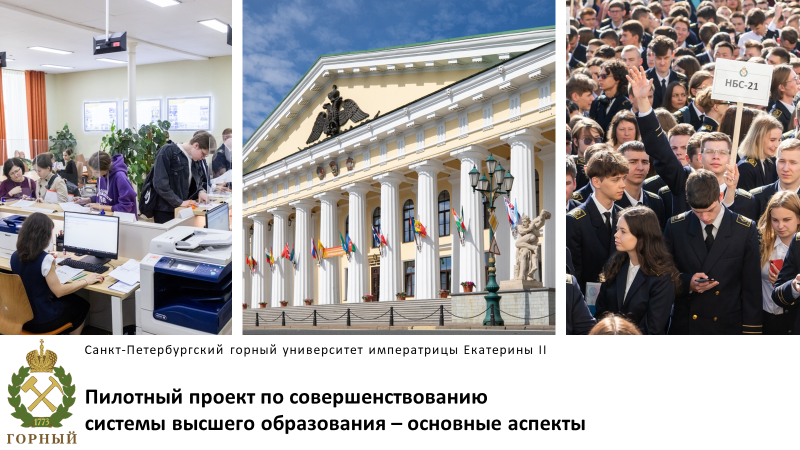 НБС-21
Санкт-Петербургский горный университет императрицы Екатерины II
Пилотный проект по совершенствованию
системы высшего образования – основные аспекты
1773
ГОРНЫЙ